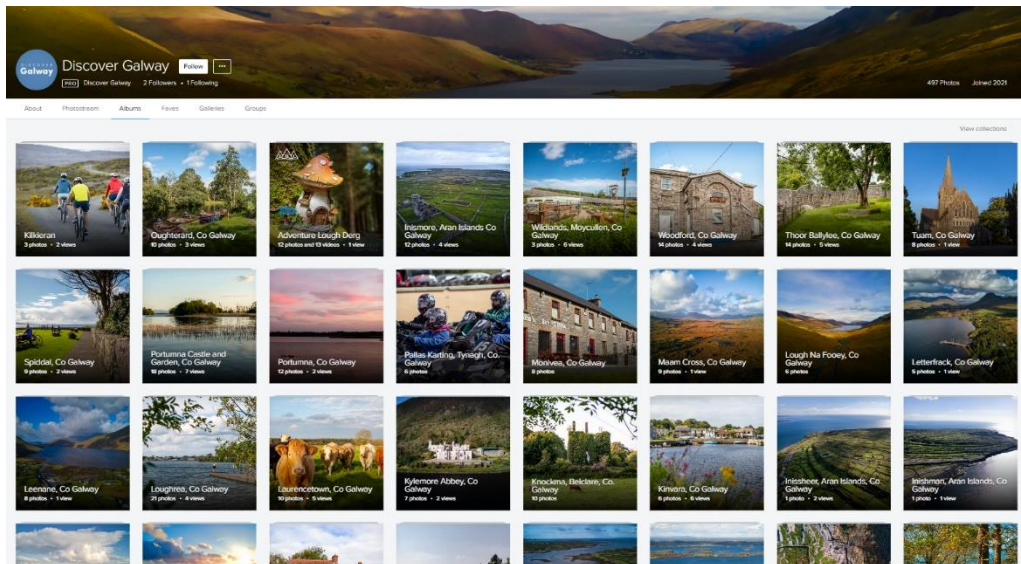 DISCOVER
Galway
Discover Galway
Follow
...
PRO Discover Galway 2 Followers • 1 Following
497 Photos Joined 2021
About Photostream Albums Faves Galleries Groups
View collections
Kilkieran
3 photos • 2 views
Oughterard, Co Galway
10 photos • 3 views
Adventure Lough Derg
12 photos and 13 videos • 1 view
Inismore, Aran Islands Co
Galway
12 photos • 4 views
Wildlands, Moycullen, Co
Galway
3 photos • 6 views
Woodford, Co Galway
14 photos • 4 views
Thoor Ballylee, Co Galway
14 photos • 5 views
Tuam, Co Galway
8 photos • 1 view
Spiddal, Co Galway
9 photos • 2 views
Portumna Castle and
Garden, Co Galway
18 photos • 7 views
Portumna, Co Galway
12 photos • 2 views
Pallas Karting, Tynagh, Co.
Galway
6 photos
Monivea, Co Galway
8 photos
Maam Cross, Co Galway
9 photos • 1 view
Lough Na Fooey, Co
Galway
6 photos
Letterfrack, Co Galway
5 photos • 1 view
Leenane, Co Galway
8 photos • 1 view
Loughrea, Co Galway
21 photos • 4 views
Laurencetown, Co Galway
10 photos • 5 views
Kylemore Abbey, Co
Galway
7 photos • 2 views
Knockma, Belclare, Co.
Galway
10 photos
Kinvara, Co Galway
6 photos • 6 views
Inissheer, Aran Islands, Co
Galway
1 photo • 2 views
Inishman, Aran Islands, Co
Galway
1 photo • 1 view